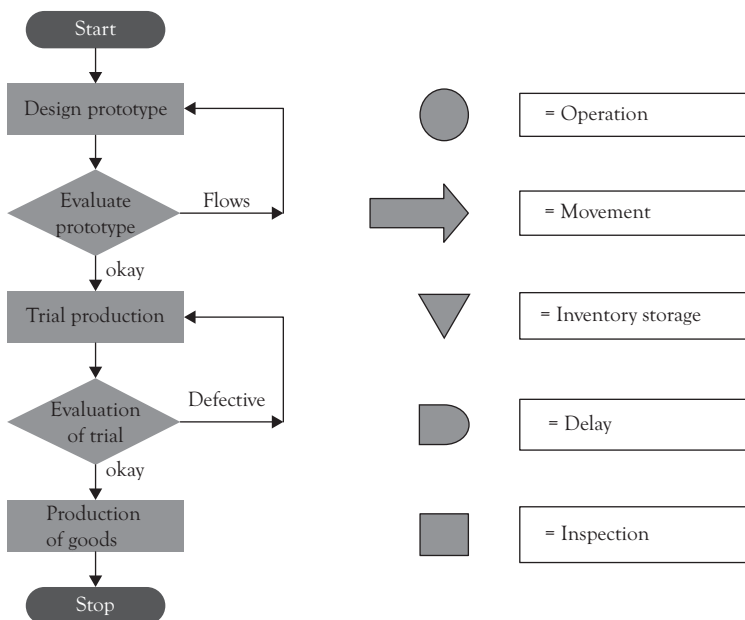 Start
Design prototype
Evaluate
prototype
Flows
okay
Trial production
Evaluation
of trial
Defective
okay
Production
of goods
Stop
= Operation
= Movement
= Inventory storage
= Delay
= Inspection